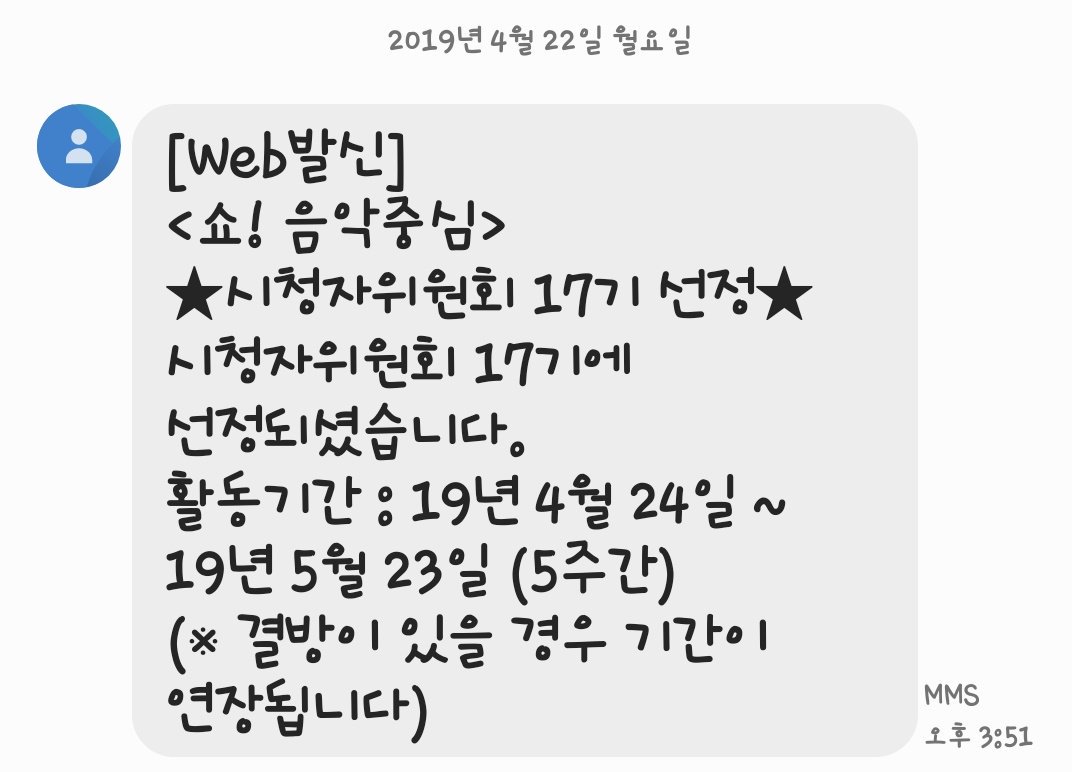 2019년 4월 22일 월요일
[Web발신]
<쇼! 음악중심>
★시청자위원회 17기 선정★
시청자위원회 17기에
선정되셨습니다.
활동기간 : 19년 4월 24일 ~
19년 5월 23일 (5주간)
(※ 결방이 있을 경우 기간이
연장됩니다)
MMS
오후 3:51